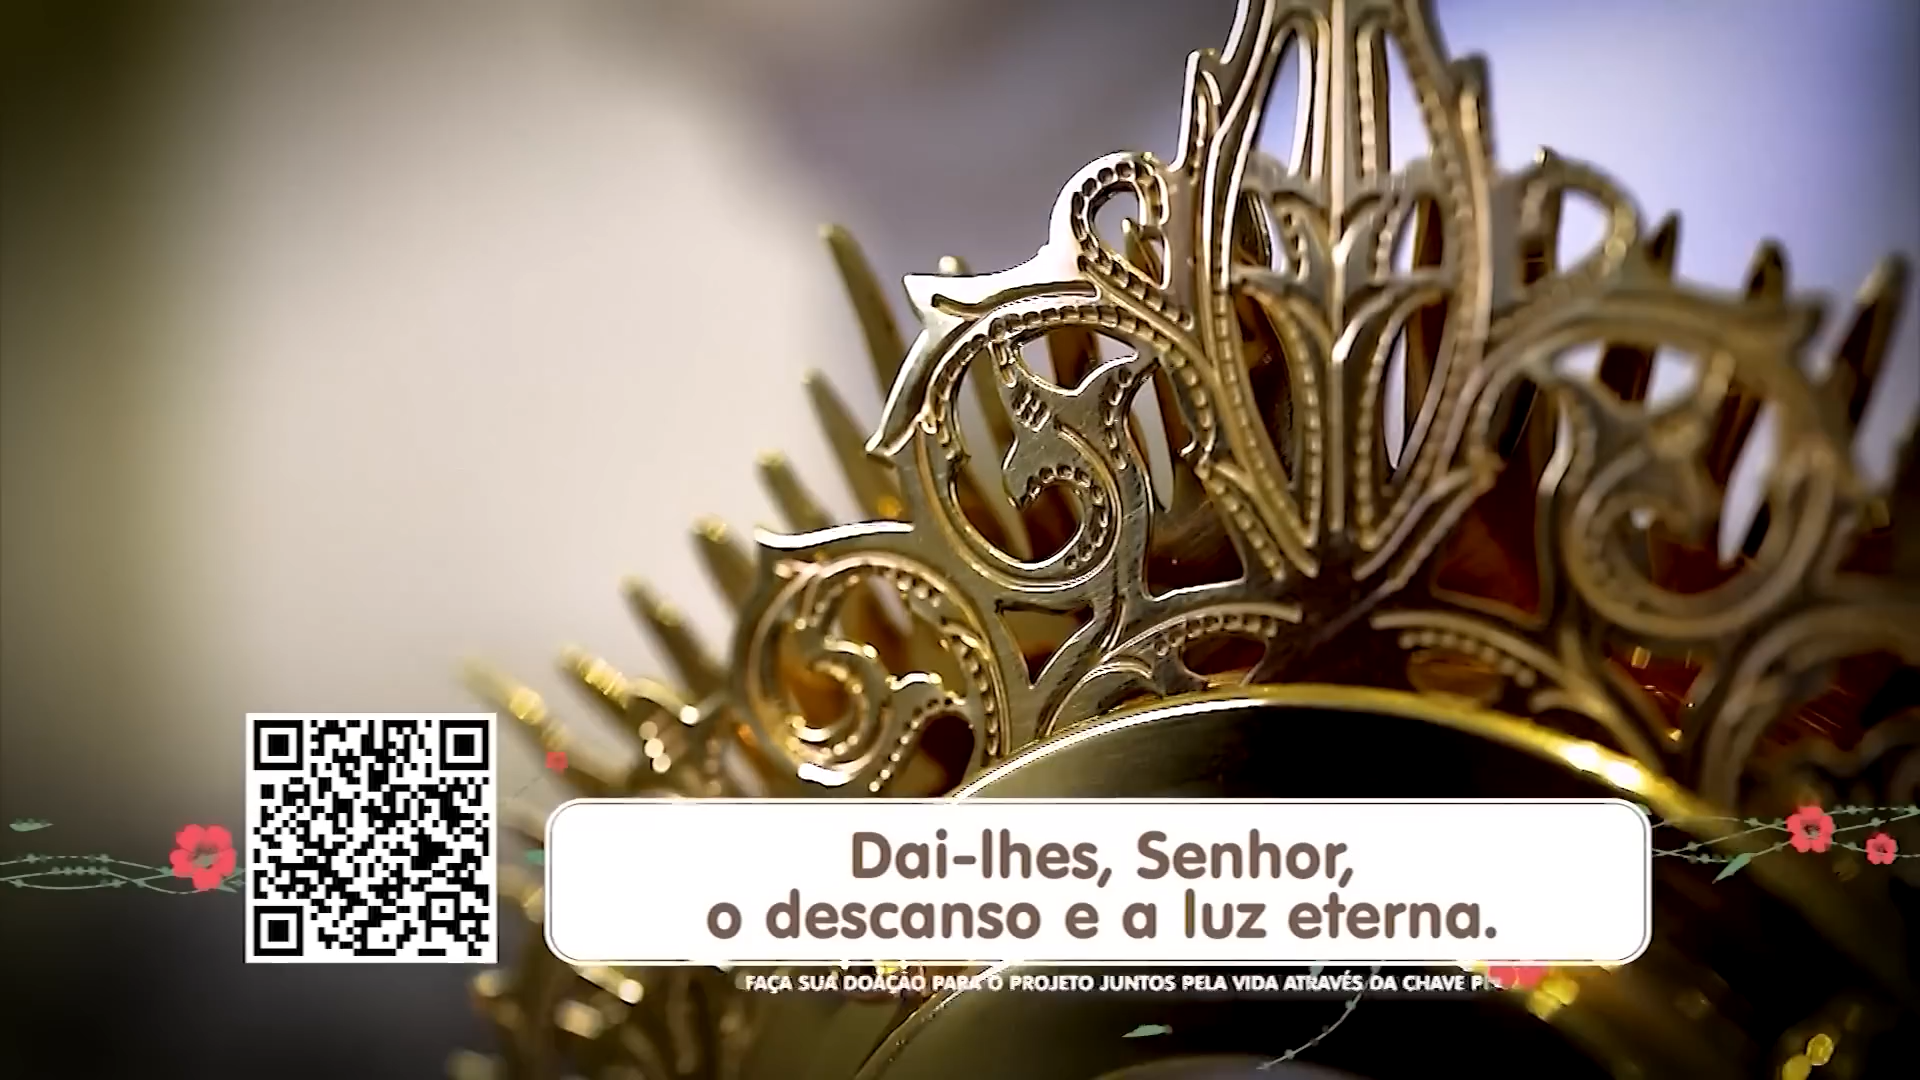 Dai-lhes, Senhor,
o descanso e a luz eterna.
FAÇA SUA DOAÇÃO PARA O PROJETO JUNTOS PELA VIDA ATRAVÉS DA CHAVE